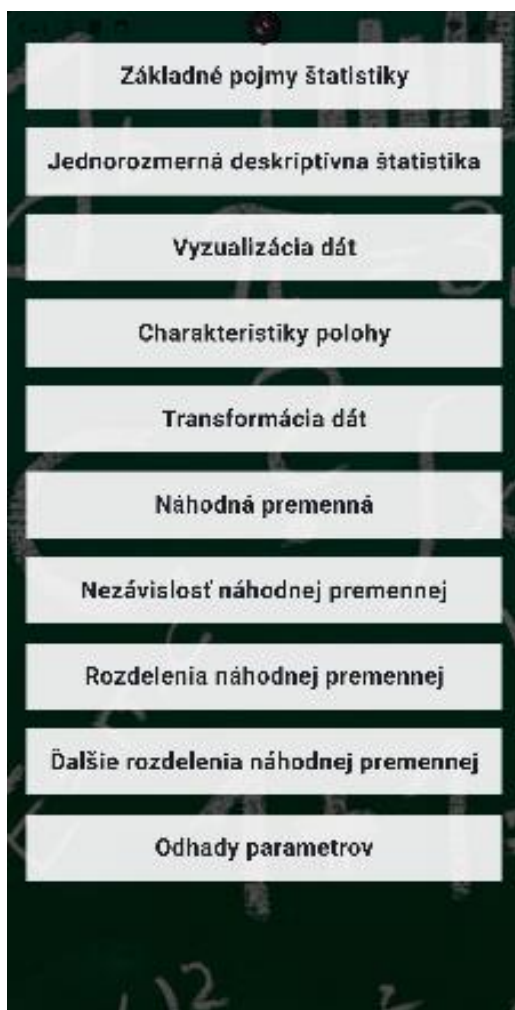 Základné pojmy štatistiky
Jednorozmerná deskriptívna štatistika
Vyzualizácia dát
Charakteristiky polohy
Transformácia dát
Náhodná premenná
Nezávislosť náhodnej premennej
Rozdelenia náhodnej premennej
Ďalšie rozdelenia náhodnej premennej
Odhady parametrov